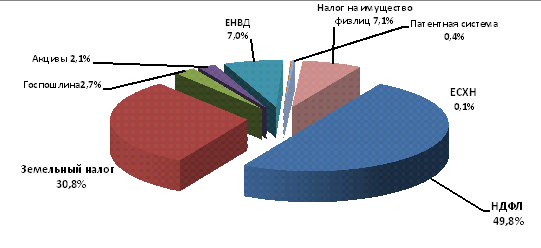 Налог на имущество
физлиц 7,1%
ЕНВД
7,0%
Патентная система
0,4%
Акцивы 2,1%
Госпошлина2,7%
ЕСХН
0,1%
Земельный налог
30,8%
НДФЛ
49,8%